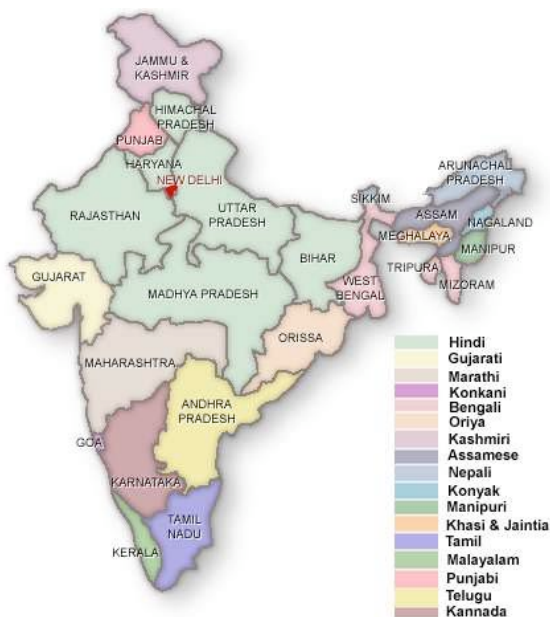 JAMMU &
KASHMIR
HIMACHAL
PRADESH
PUNJAB
HARYANA
NEW DELHI
RAJASTHAN
UTTAR
PRADESH
SIKKIM
ARUNACHAL
PRADESH
ASSAM
NAGALAND
MEGHALAYA
MANIPUR
BIHAR
TRIPURA
MIZORAM
GUJARAT
MADHYA PRADESH
WEST
BENGAL
ORISSA
MAHARASHTRA
ANDHRA
PRADESH
GOA
KARNATAKA
TAMIL
NADU
KERALA
Hindi
Gujarati
Marathi
Konkani
Bengali
Oriya
Kashmiri
Assamese
Nepali
Konyak
Manipuri
Khasi & Jaintia
Tamil
Malayalam
Punjabi
Telugu
Kannada